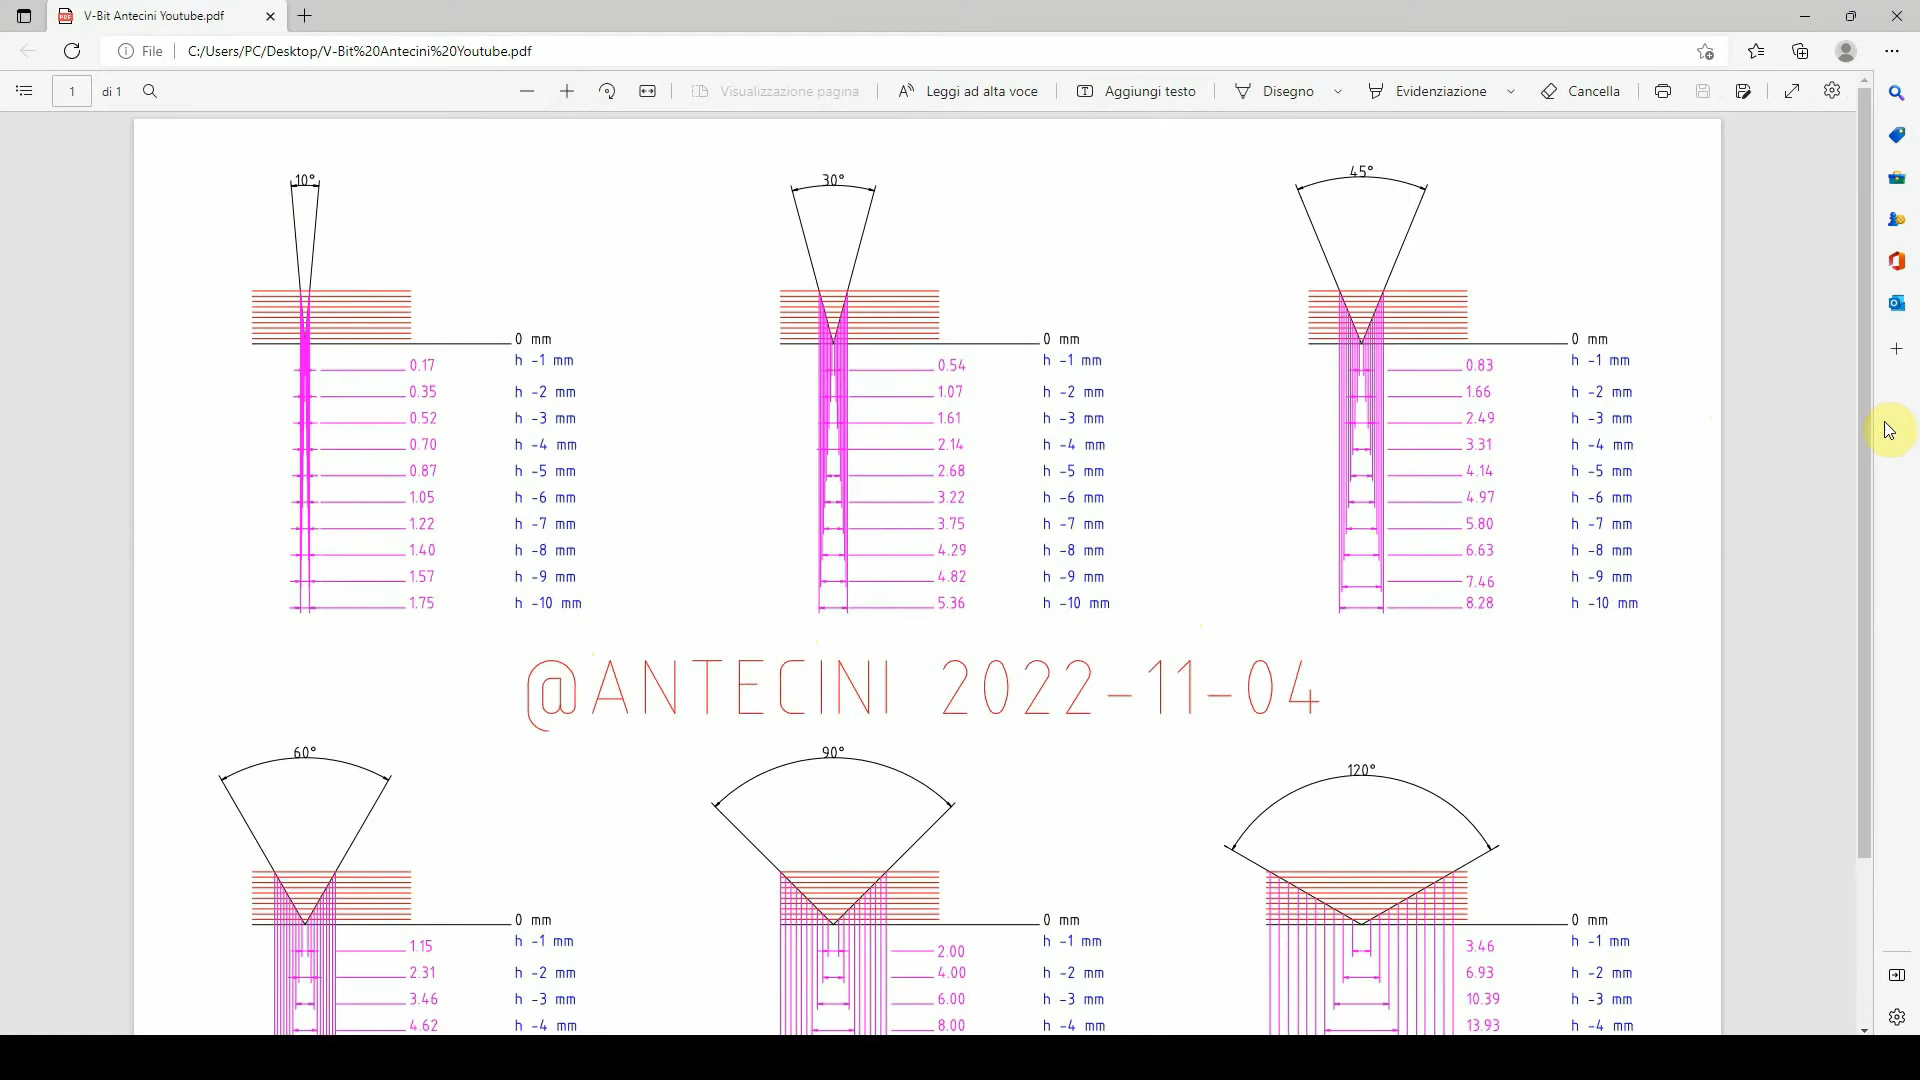 V-Bit Antecini Youtube.pdf
File C:/Users/PC/Desktop/V-Bit%20Antecini%20Youtube.pdf
1 di 1 Visualizzazione pagina Leggi ad alta voce Aggiungi testo Disegno Evidenziazione Cancella
10°
0 mm
0.17 h -1 mm
0.35 h -2 mm
0.52 h -3 mm
0.70 h -4 mm
0.87 h -5 mm
1.05 h -6 mm
1.22 h -7 mm
1.40 h -8 mm
1.57 h -9 mm
1.75 h -10 mm
30°
0 mm
0.54 h -1 mm
1.07 h -2 mm
1.61 h -3 mm
2.14 h -4 mm
2.68 h -5 mm
3.22 h -6 mm
3.75 h -7 mm
4.29 h -8 mm
4.82 h -9 mm
5.36 h -10 mm
45°
0 mm
0.83 h -1 mm
1.66 h -2 mm
2.49 h -3 mm
3.31 h -4 mm
4.14 h -5 mm
4.97 h -6 mm
5.80 h -7 mm
6.63 h -8 mm
7.46 h -9 mm
8.28 h -10 mm
@ANTECINI 2022-11-04
60°
0 mm
1.15 h -1 mm
2.31 h -2 mm
3.46 h -3 mm
4.62 h -4 mm
90°
0 mm
2.00 h -1 mm
4.00 h -2 mm
6.00 h -3 mm
8.00 h -4 mm
120°
0 mm
3.46 h -1 mm
6.93 h -2 mm
10.39 h -3 mm
13.93 h -4 mm